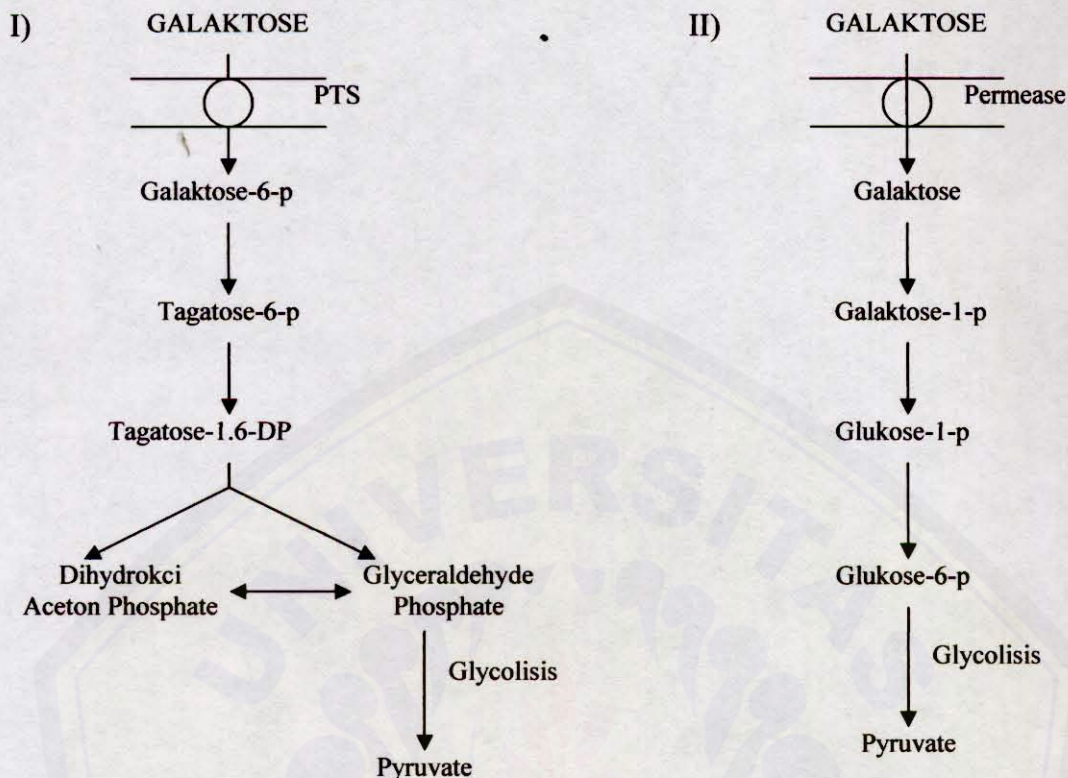 I)
GALAKTOSE
PTS
Galaktose-6-p
Tagatose-6-p
Tagatose-1.6-DP
Dihydrokci
Aceton Phosphate
Glyceraldehyde
Phosphate
Glycolisis
Pyruvate
II)
GALAKTOSE
Permease
Galaktose
Galaktose-1-p
Glukose-1-p
Glukose-6-p
Glycolisis
Pyruvate
UNIVERSITAS